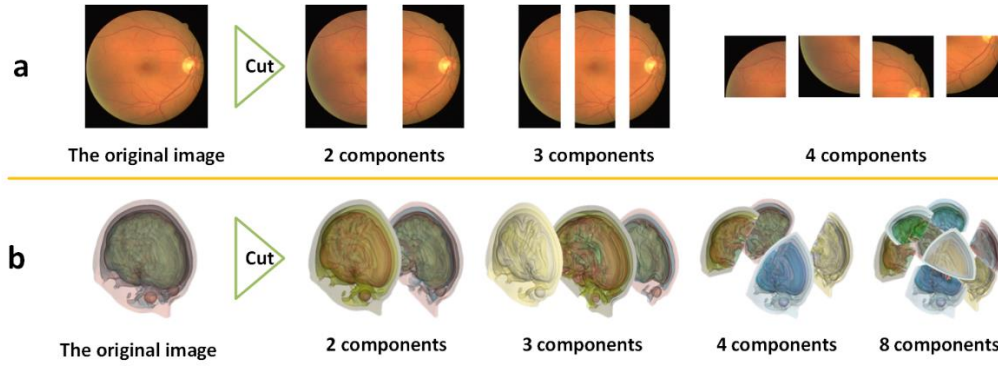 a
Cut
The original image
2 components
3 components
4 components
b
Cut
The original image
2 components
3 components
4 components
8 components